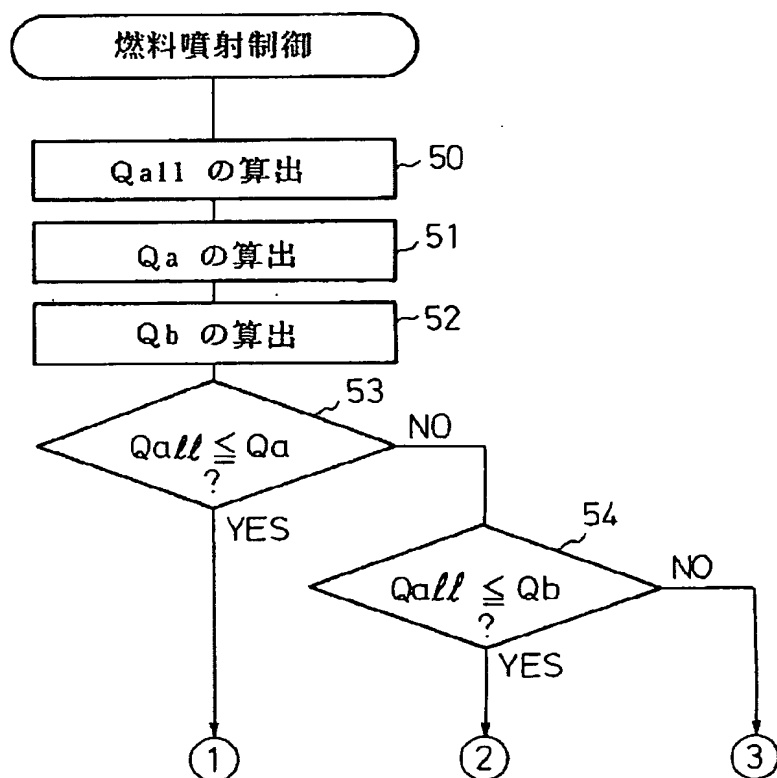 燃料噴射制御
Qall の算出
50
Qa の算出
51
Qb の算出
52
53
Qall ≦ Qa
?
NO
YES
54
Qall ≦ Qb
?
NO
YES
1
2
3